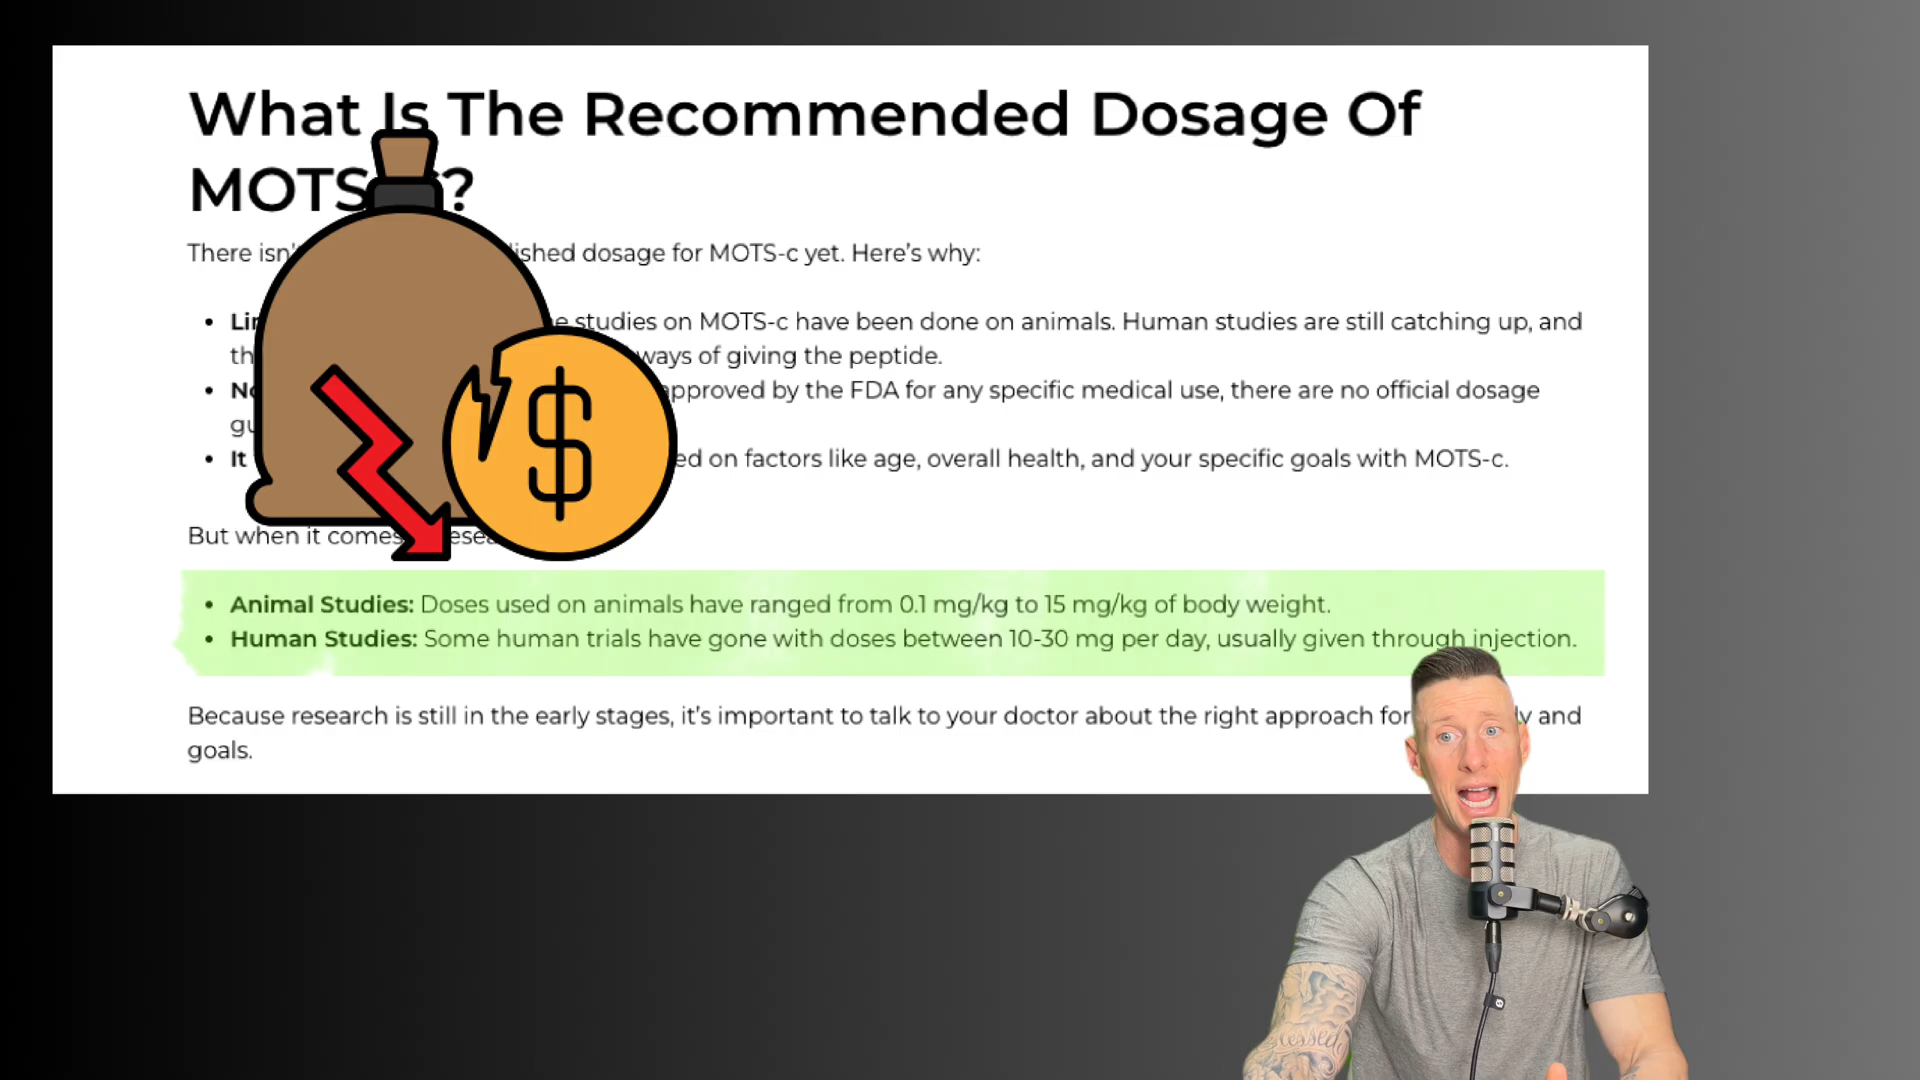 What Is The Recommended Dosage Of
MOTS ?
There isn' ished dosage for MOTS-c yet. Here's why:
studies on MOTS-c have been done on animals. Human studies are still catching up, and
ways of giving the peptide.
approved by the FDA for any specific medical use, there are no official dosage
It ed on factors like age, overall health, and your specific goals with MOTS-c.
But when it comes
• Animal Studies: Doses used on animals have ranged from 0.1 mg/kg to 15 mg/kg of body weight.
• Human Studies: Some human trials have gone with doses between 10-30 mg per day, usually given through injection.
Because research is still in the early stages, it's important to talk to your doctor about the right approach for and
goals.
$